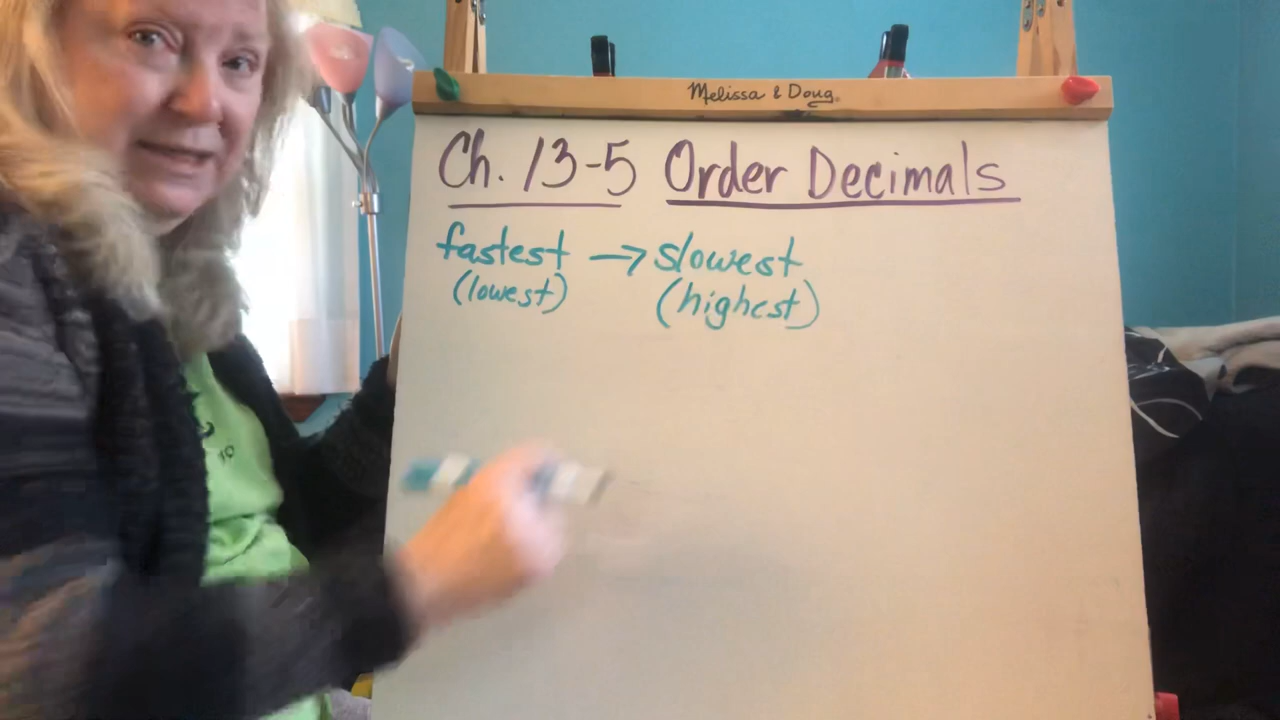 Melissa & Doug
Ch. 13-5 Order Decimals
fastest → slowest
(lowest) (highest)